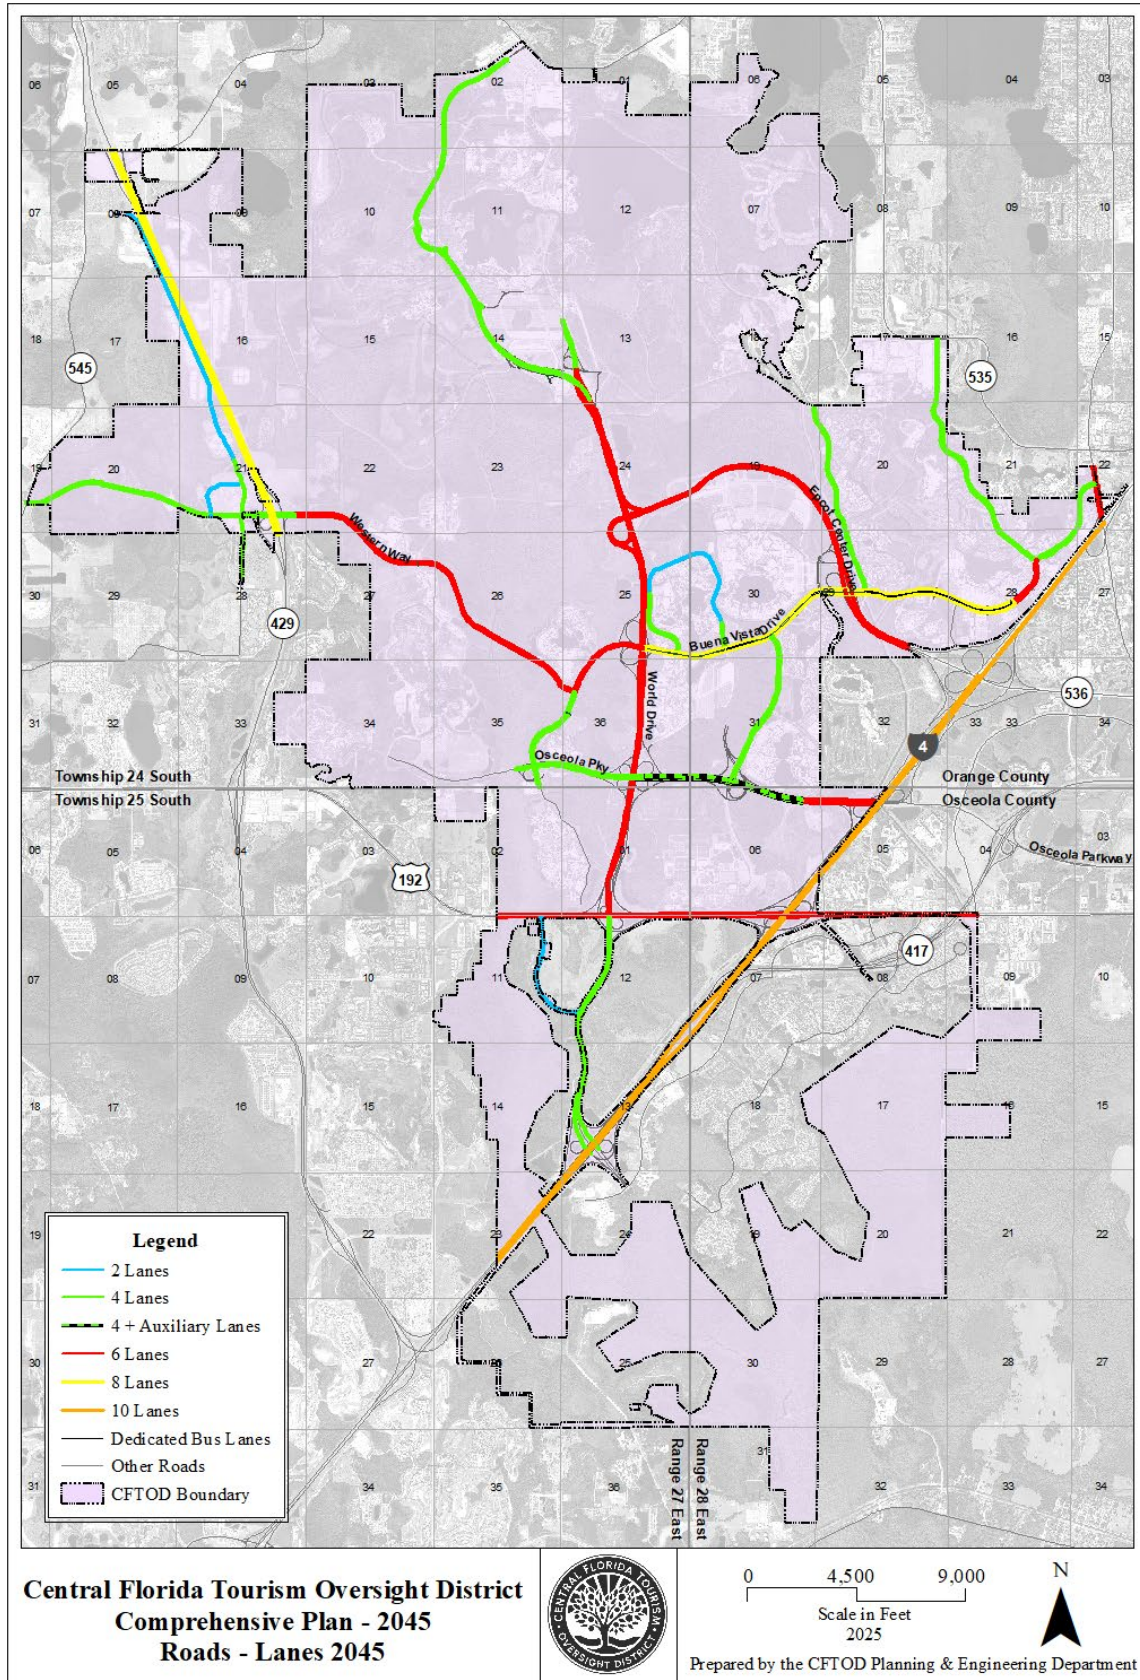 06 05 03 02 01 06 05 04 03
07 08 09 10 11 12 07 08 09 10
18 17 16 15 14 13 17 16 15
545
535
19 20 21 22 23 24 19 20 21 22
Western Way
Epcot Center Drive
30 29 28 27 26 25 30 29 28 27
429
Buena Vista Drive
536
World Drive
31 32 33 34 35 36 31 32 33 33 34
Osceola Pky
4
Township 24 South
Orange County
Township 25 South
Osceola County
06 05 04 03 02 01 06 05 04 03
Osceola Parkway
192
417
07 08 09 10 11 12 07 08 09 10
18 17 16 15 14 13 18 17 16 15
19 22 23 24 19 20 21 22
30 27 26 25 30 29 28 27
31 34 35 36 31 32 33 34
Range 27 East
Range 28 East
Legend
2 Lanes
4 Lanes
4 + Auxiliary Lanes
6 Lanes
8 Lanes
10 Lanes
Dedicated Bus Lanes
Other Roads
CFTOD Boundary
Central Florida Tourism Oversight District
Comprehensive Plan - 2045
Roads - Lanes 2045
CENTRAL FLORIDA TOURISM
OVERSIGHT DISTRICT
0 4,500 9,000
Scale in Feet
2025
N
Prepared by the CFTOD Planning & Engineering Department